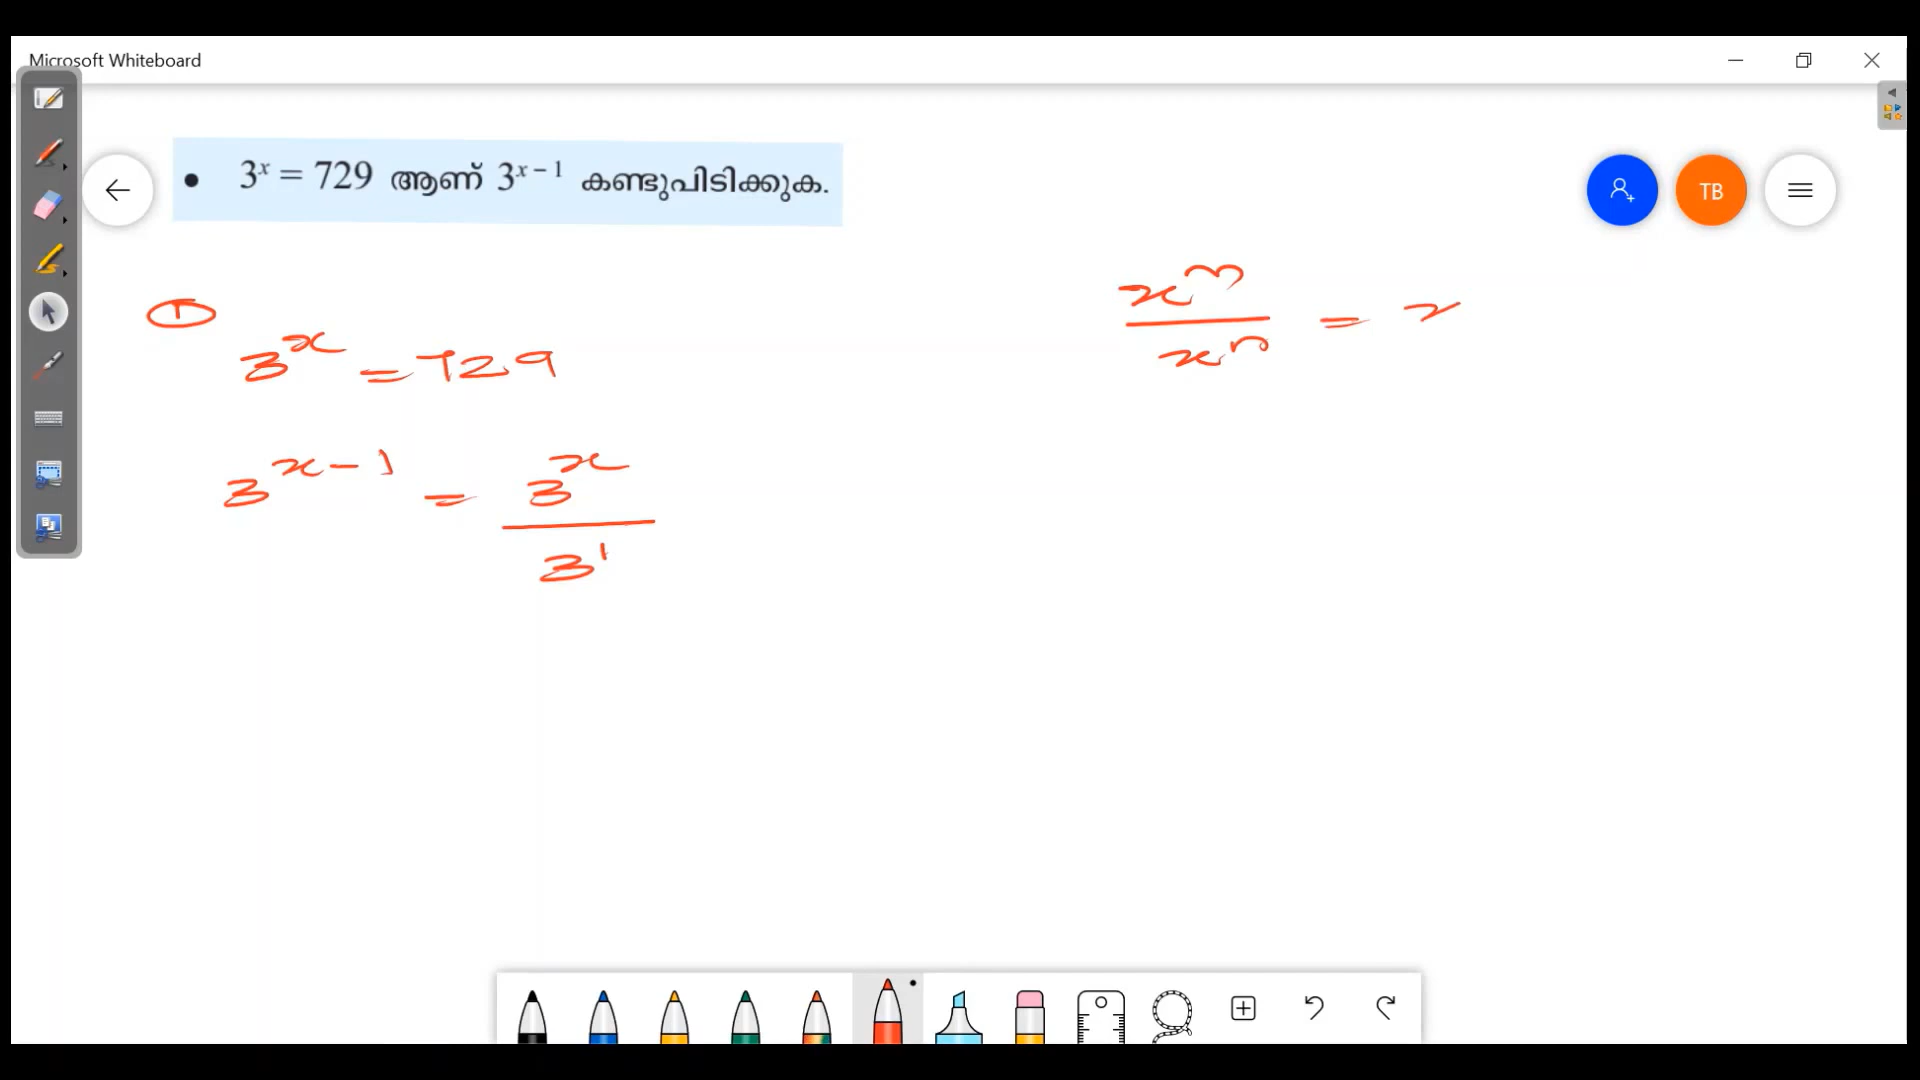 Microsoft Whiteboard
• 3ˣ = 729 ആണ് 3ˣ⁻¹ കണ്ടുപിടിക്കുക.
TB
①
3ˣ = 729
xᵐ/xⁿ = x
3ˣ⁻¹ = 3ˣ/3¹